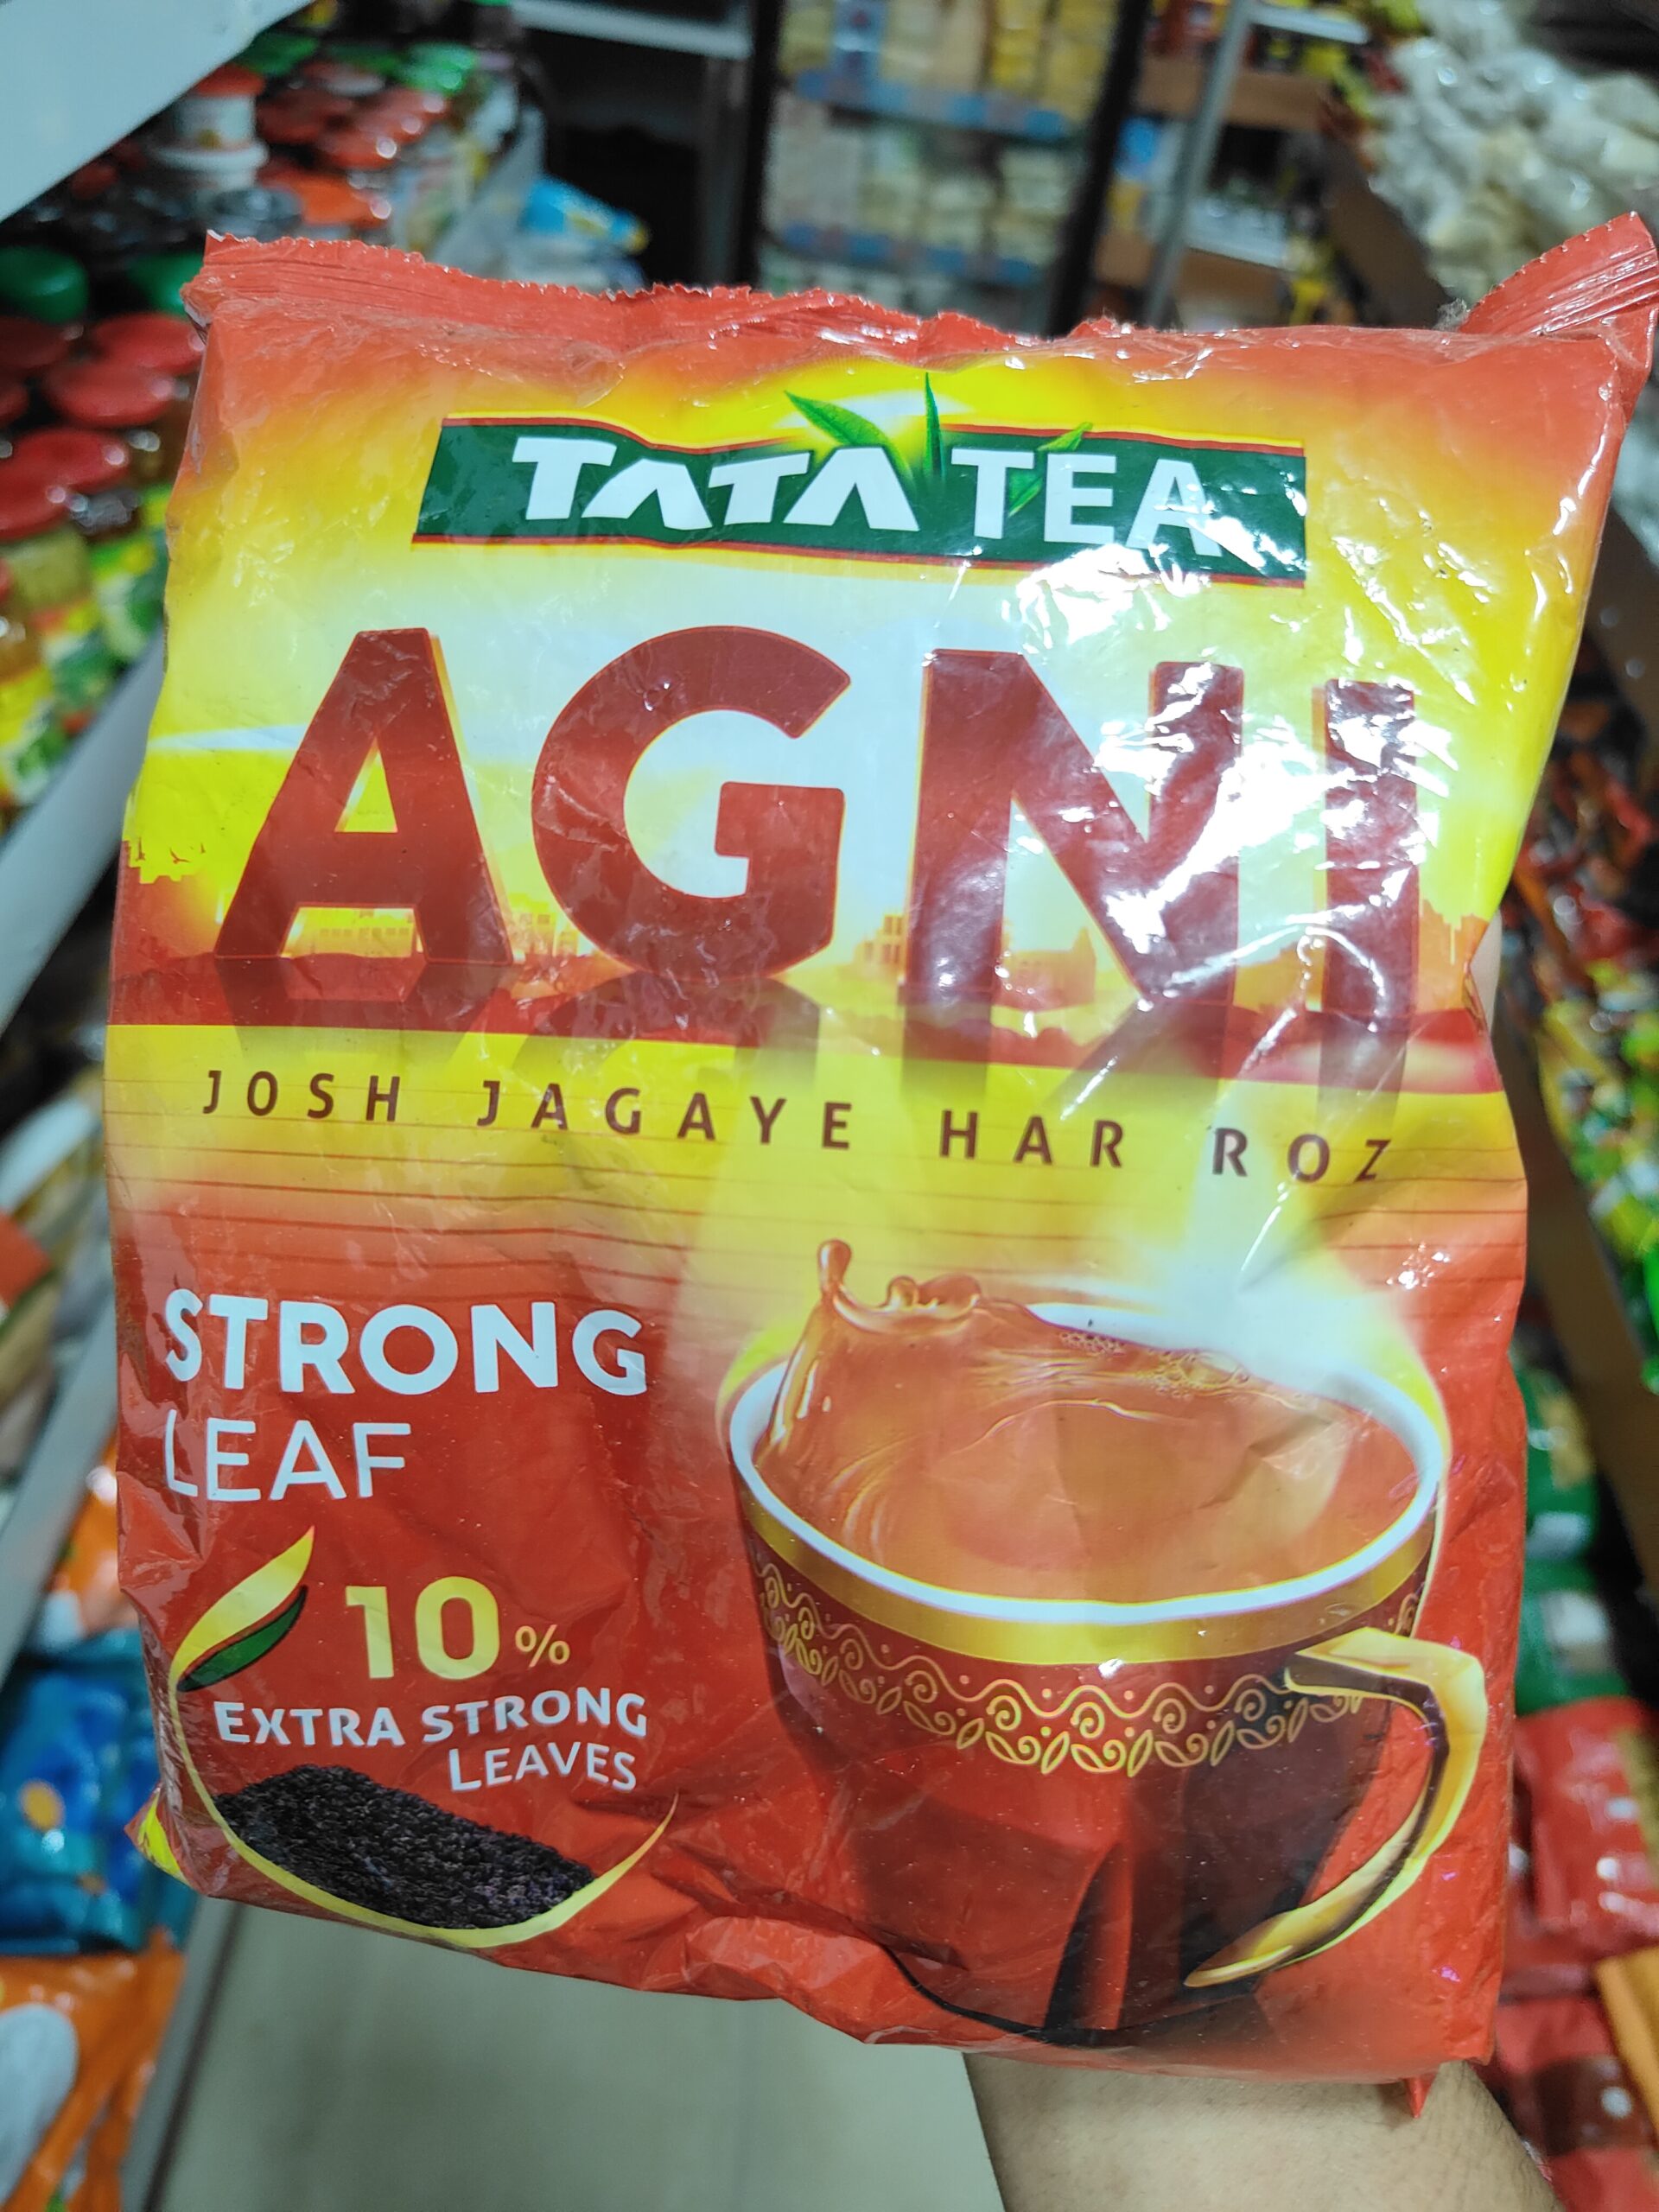 TATA TEA
AGNI
JOSH JAGAYE HAR ROZ
STRONG
LEAF
10%
EXTRA STRONG
LEAVES